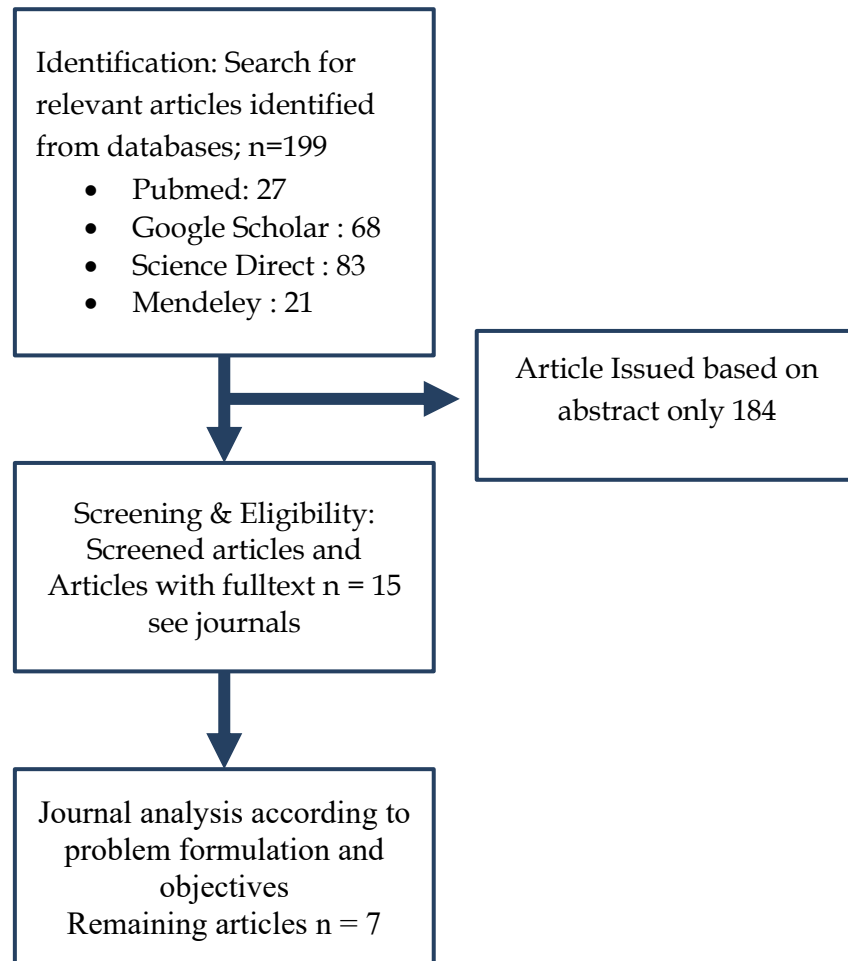 Identification: Search for
relevant articles identified
from databases; n=199
• Pubmed: 27
• Google Scholar : 68
• Science Direct : 83
• Mendeley : 21
Article Issued based on
abstract only 184
Screening & Eligibility:
Screened articles and
Articles with fulltext n = 15
see journals
Journal analysis according to
problem formulation and
objectives
Remaining articles n = 7